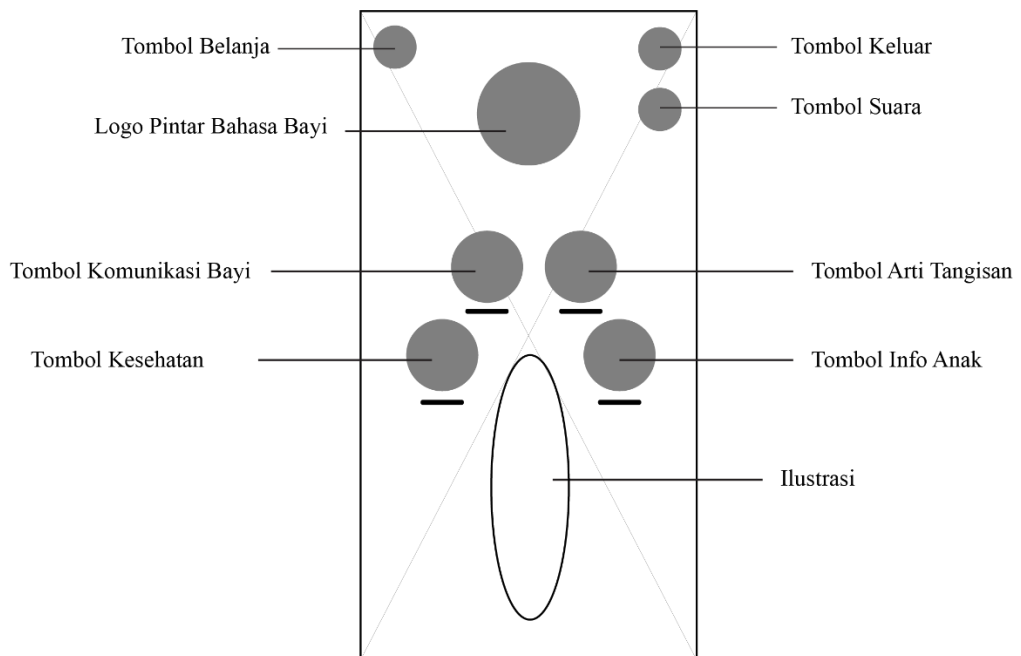 Tombol Belanja
Tombol Keluar
Tombol Suara
Logo Pintar Bahasa Bayi
Tombol Komunikasi Bayi
Tombol Arti Tangisan
Tombol Kesehatan
Tombol Info Anak
Ilustrasi